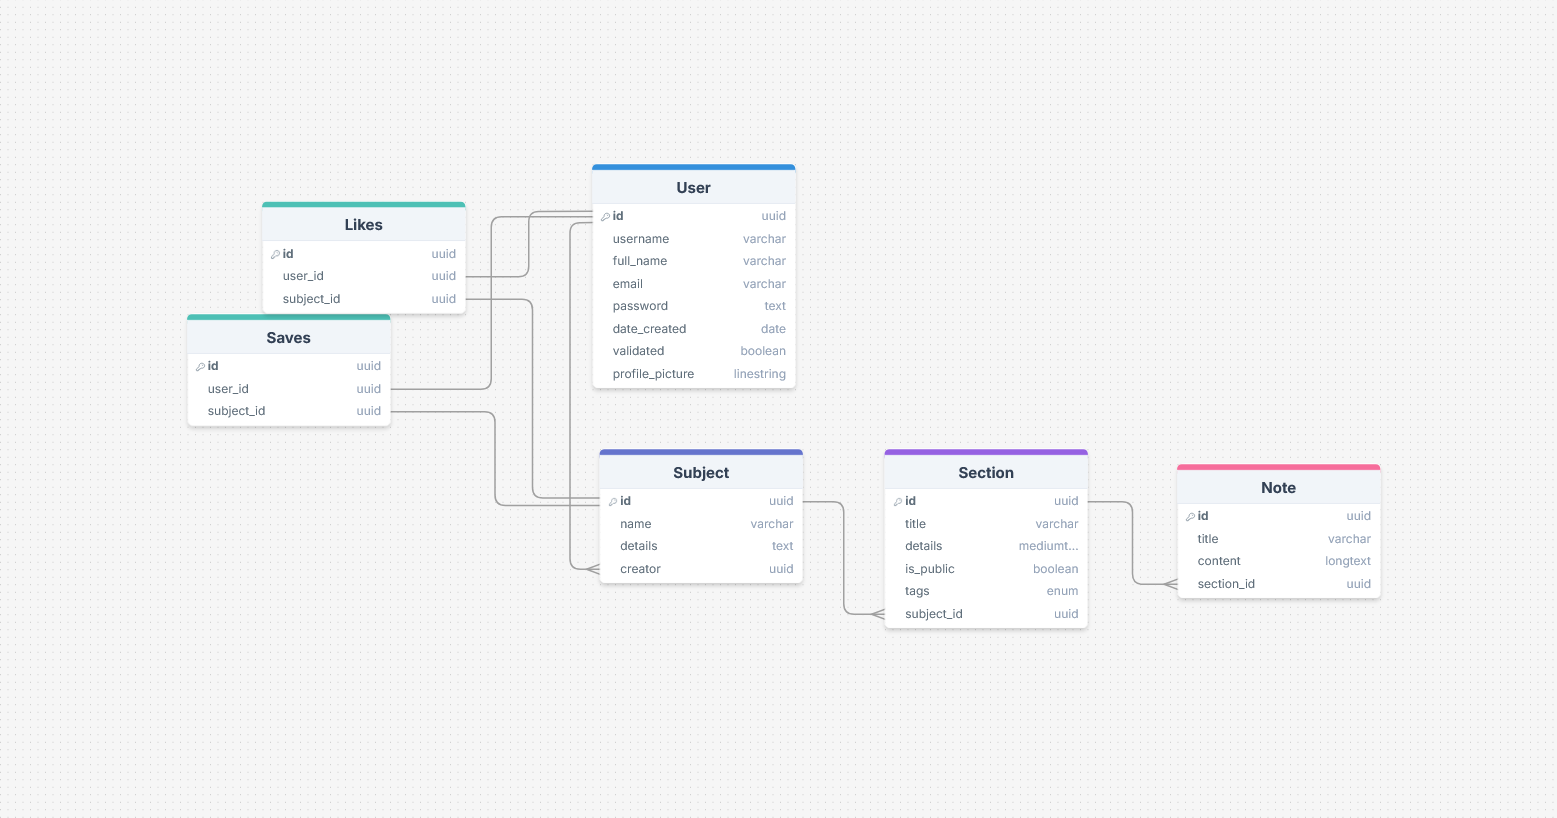 User
id uuid
username varchar
full_name varchar
email varchar
password text
date_created date
validated boolean
profile_picture linestring
Likes
id uuid
user_id uuid
subject_id uuid
Saves
id uuid
user_id uuid
subject_id uuid
Subject
id uuid
name varchar
details text
creator uuid
Section
id uuid
title varchar
details mediumt...
is_public boolean
tags enum
subject_id uuid
Note
id uuid
title varchar
content longtext
section_id uuid